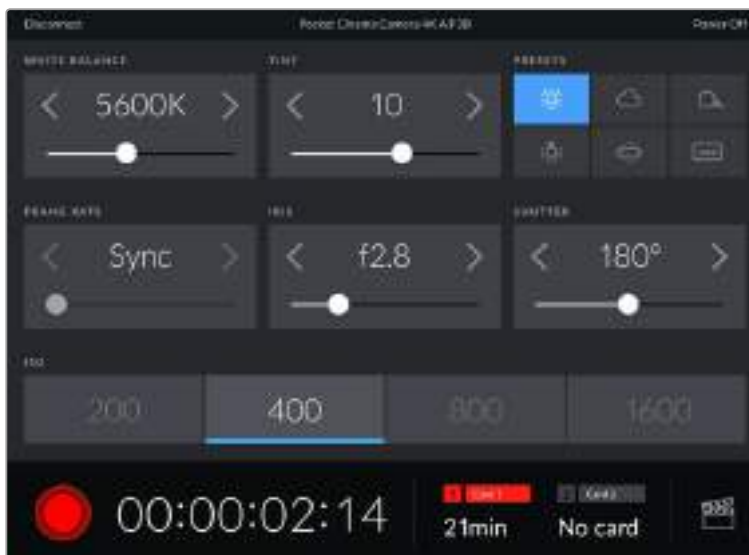 Disconnect Pocket Cinema Camera 4K A:F3B Power Off
WHITE BALANCE TINT PRESETS
5600K 10
FRAME RATE IRIS SHUTTER
Sync f2.8 180°
ISO
200 400 800 1600
00:00:02:14
21min No card